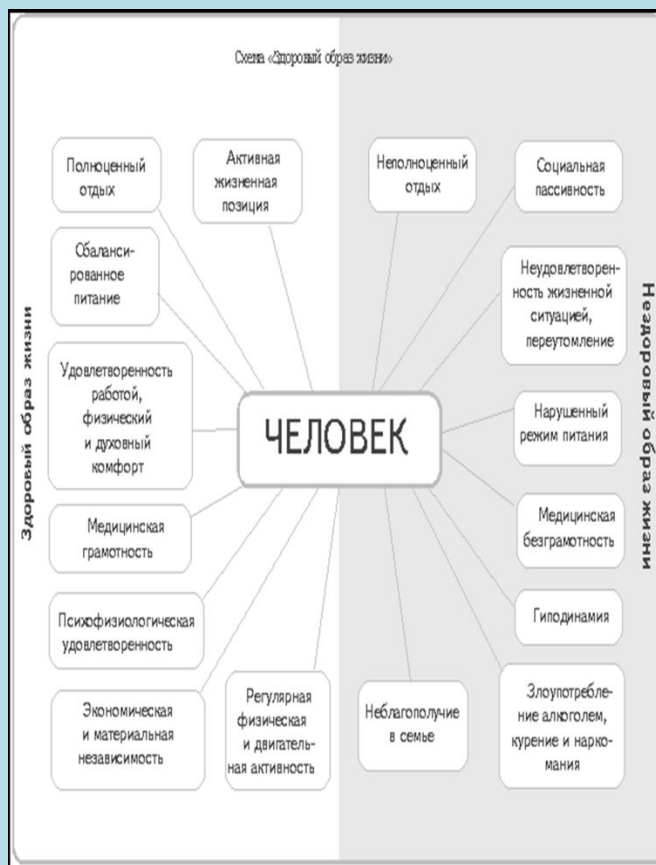 Схема «Здоровый образ жизни»
Здоровый образ жизни
Полноценный
отдых
Активная
жизненная
позиция
Сбаланси-
рованное
питание
Удовлетворенность
работой,
физический
и духовный
комфорт
Медицинская
грамотность
Психофизиологическая
удовлетворенность
Экономическая
и материальная
независимость
Регулярная
физическая
и двигатель-
ная активность
ЧЕЛОВЕК
Неполноценный
отдых
Социальная
пассивность
Неудовлетворен-
ность жизненной
ситуацией,
переутомление
Нарушенный
режим питания
Медицинская
безграмотность
Гиподинамия
Злоупотребле-
ние алкоголем,
курение и нарко-
мания
Неблагополучие
в семье
Нездоровый образ жизни